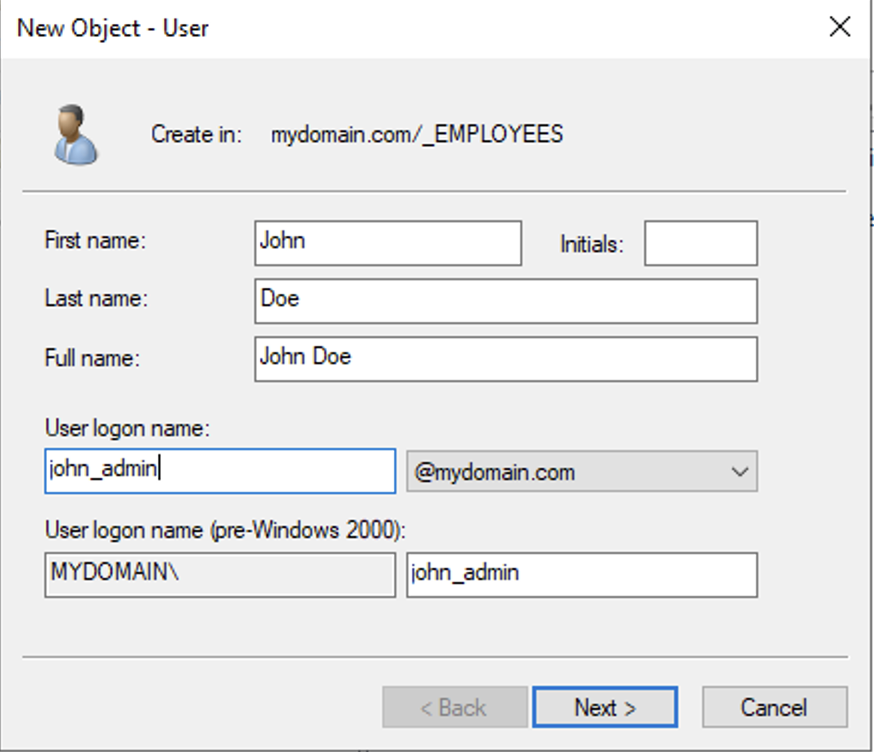 New Object - User
Create in: mydomain.com/_EMPLOYEES
First name: John Initials:
Last name: Doe
Full name: John Doe
User logon name:
john_admin @mydomain.com
User logon name (pre-Windows 2000):
MYDOMAIN\ john_admin
< Back Next > Cancel